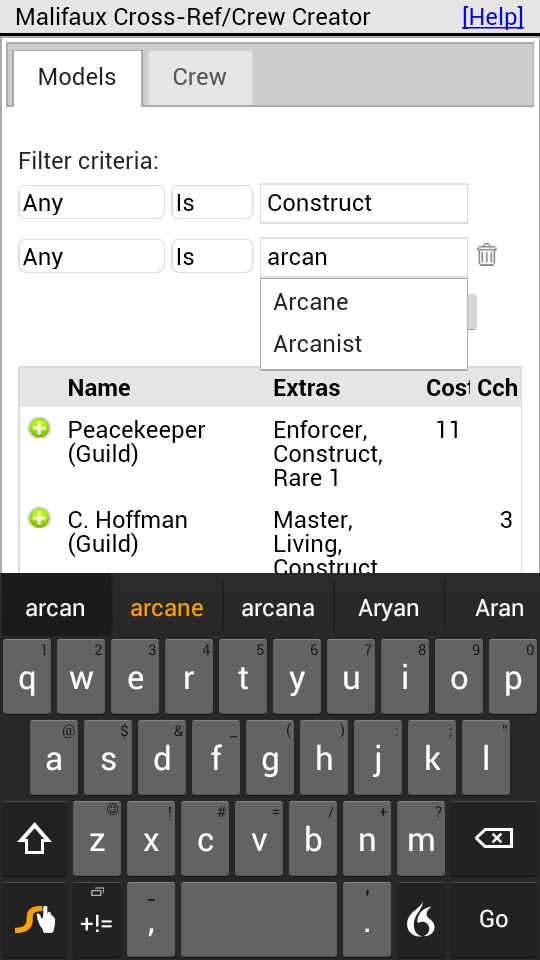 Malifaux Cross-Ref/Crew Creator [Help]
Models Crew
Filter criteria:
Any Is Construct
Any Is arcan
Arcane
Arcanist
Name Extras Cost Cch
Peacekeeper (Guild) Enforcer, Construct, Rare 1 11
C. Hoffman (Guild) Master, Living, Construct 3
arcan arcane arcana Aryan Aran
1 2 3 4 5 6 7 8 9 0
q w e r t y u i o p
@ $ & _ ( ) : ; "
a s d f g h j k l
! # = / + ?
z x c v b n m
- '
+!= , . Go